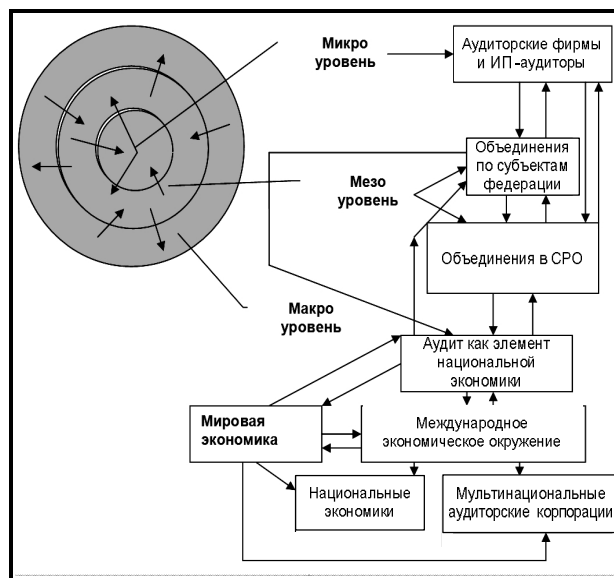 Микро
уровень
Аудиторские фирмы
и ИП -аудиторы
Объединения
по субъектам
федерации
Мезо
уровень
Объединения в СРО
Макро
уровень
Аудит как элемент
национальной
экономики
Мировая
экономика
Международное
экономическое окружение
Национальные
экономики
Мультинациональные
аудиторские корпорации